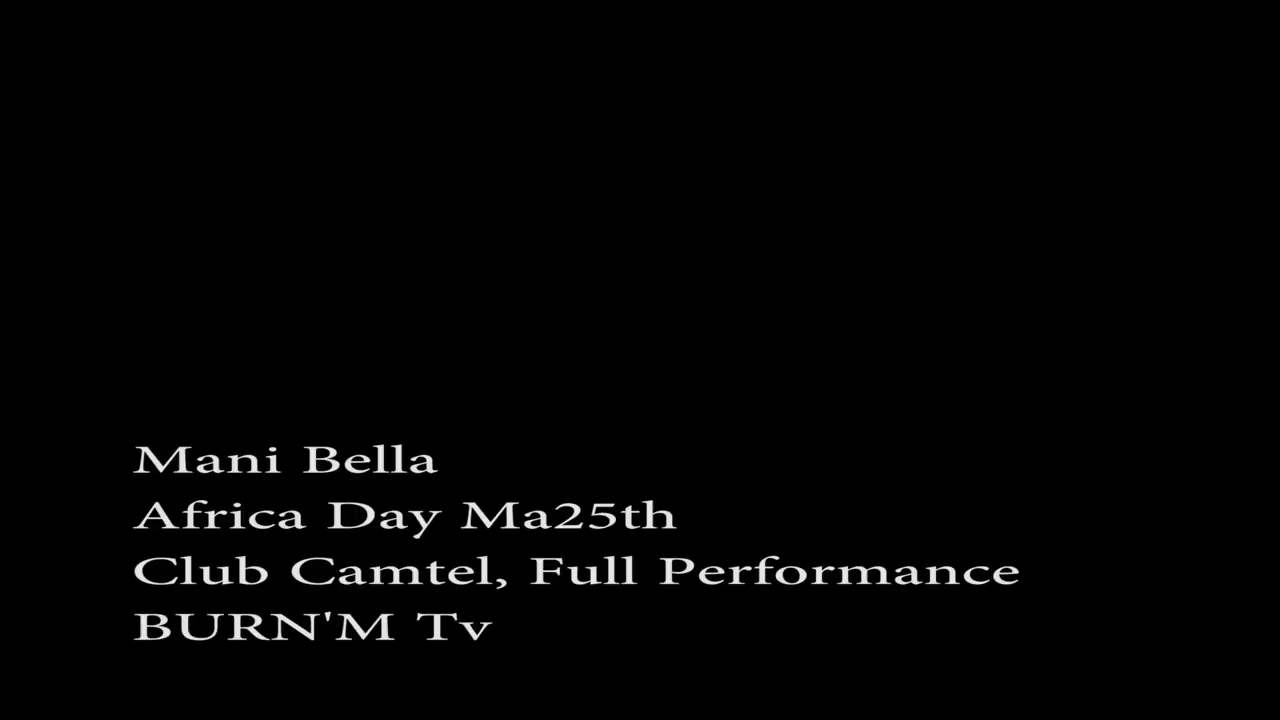 Mani Bella
Africa Day Ma25th
Club Camtel, Full Performance
BURN'M Tv